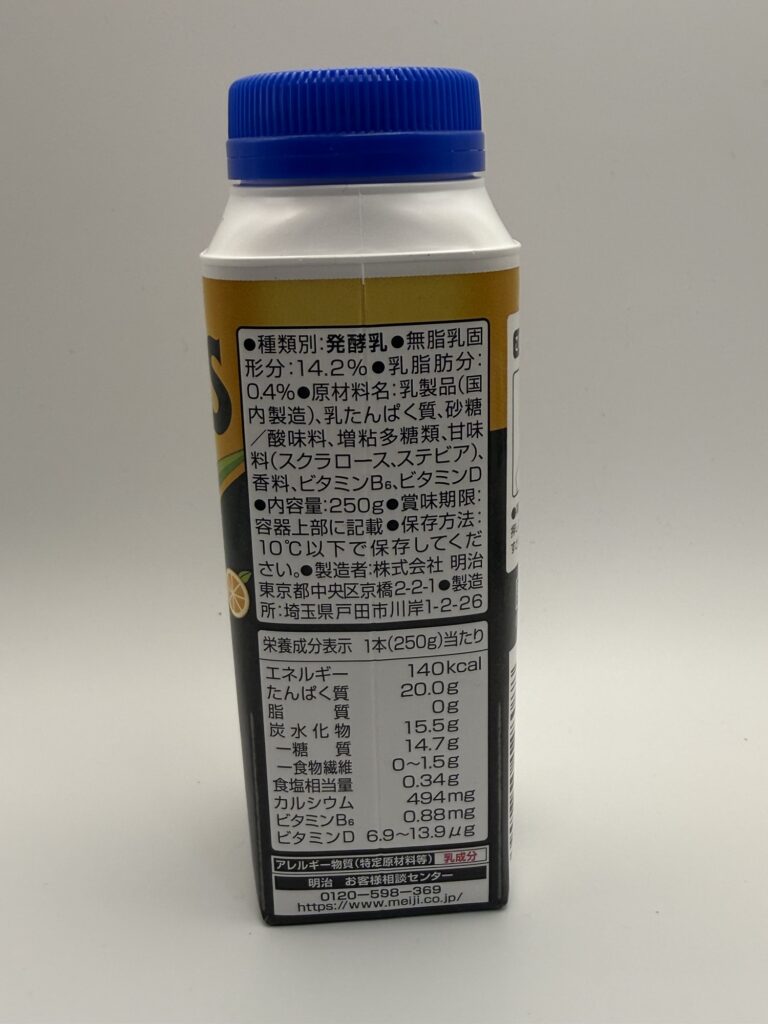 S
●種類別:発酵乳●無脂乳固
形分:14.2%●乳脂肪分:
0.4%●原材料名:乳製品(国
内製造)、乳たんぱく質、砂糖
/酸味料、増粘多糖類、甘味
料(スクラロース、ステビア)、
香料、ビタミンB₆、ビタミンD
●内容量:250g●賞味期限:
容器上部に記載●保存方法:
10℃以下で保存してくだ
さい。●製造者:株式会社 明治
東京都中央区京橋2-2-1●製造
所:埼玉県戸田市川岸1-2-26
栄養成分表示 1本(250g)当たり
エネルギー 140kcal
たんぱく質 20.0g
脂質 0g
炭水化物 15.5g
ー糖質 14.7g
ー食物繊維 0~1.5g
食塩相当量 0.34g
カルシウム 494mg
ビタミンB₆ 0.88mg
ビタミンD 6.9~13.9μg
アレルギー物質(特定原材料等) 乳成分
明治 お客様相談センター
0120-598-369
https://www.meiji.co.jp/